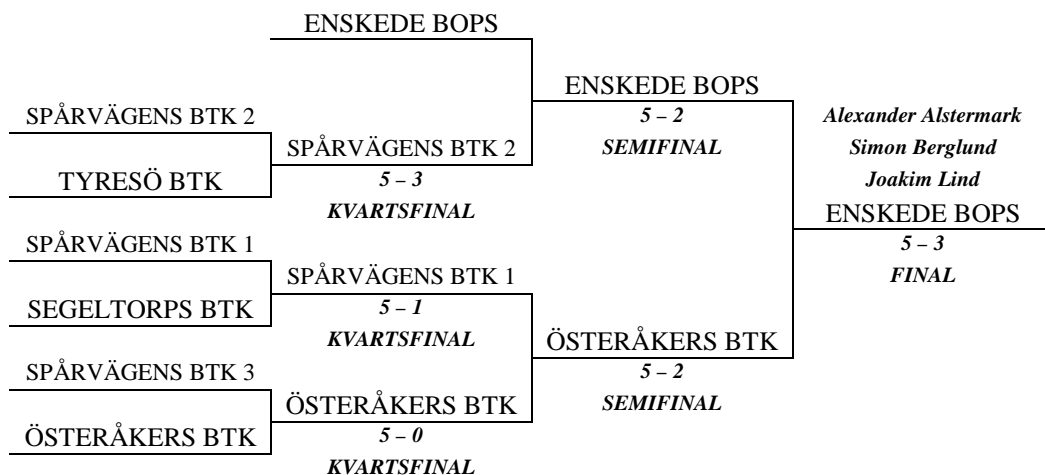 ENSKEDE BOPS
ENSKEDE BOPS
SPÅRVÄGENS BTK 2
5 – 2
Alexander Alstermark
SPÅRVÄGENS BTK 2
SEMIFINAL
Simon Berglund
TYRESÖ BTK
5 – 3
Joakim Lind
KVARTSFINAL
ENSKEDE BOPS
SPÅRVÄGENS BTK 1
5 – 3
SPÅRVÄGENS BTK 1
FINAL
SEGELTORPS BTK
5 – 1
KVARTSFINAL
ÖSTERÅKERS BTK
SPÅRVÄGENS BTK 3
5 – 2
ÖSTERÅKERS BTK
SEMIFINAL
ÖSTERÅKERS BTK
5 – 0
KVARTSFINAL